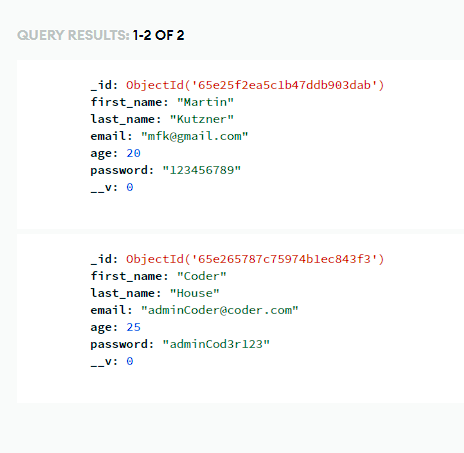 QUERY RESULTS: 1-2 OF 2
_id: ObjectId('65e25f2ea5c1b47ddb903dab')
first_name: "Martin"
last_name: "Kutzner"
email: "mfk@gmail.com"
age: 20
password: "123456789"
__v: 0
_id: ObjectId('65e265787c75974b1ec843f3')
first_name: "Coder"
last_name: "House"
email: "adminCoder@coder.com"
age: 25
password: "adminCod3r123"
__v: 0